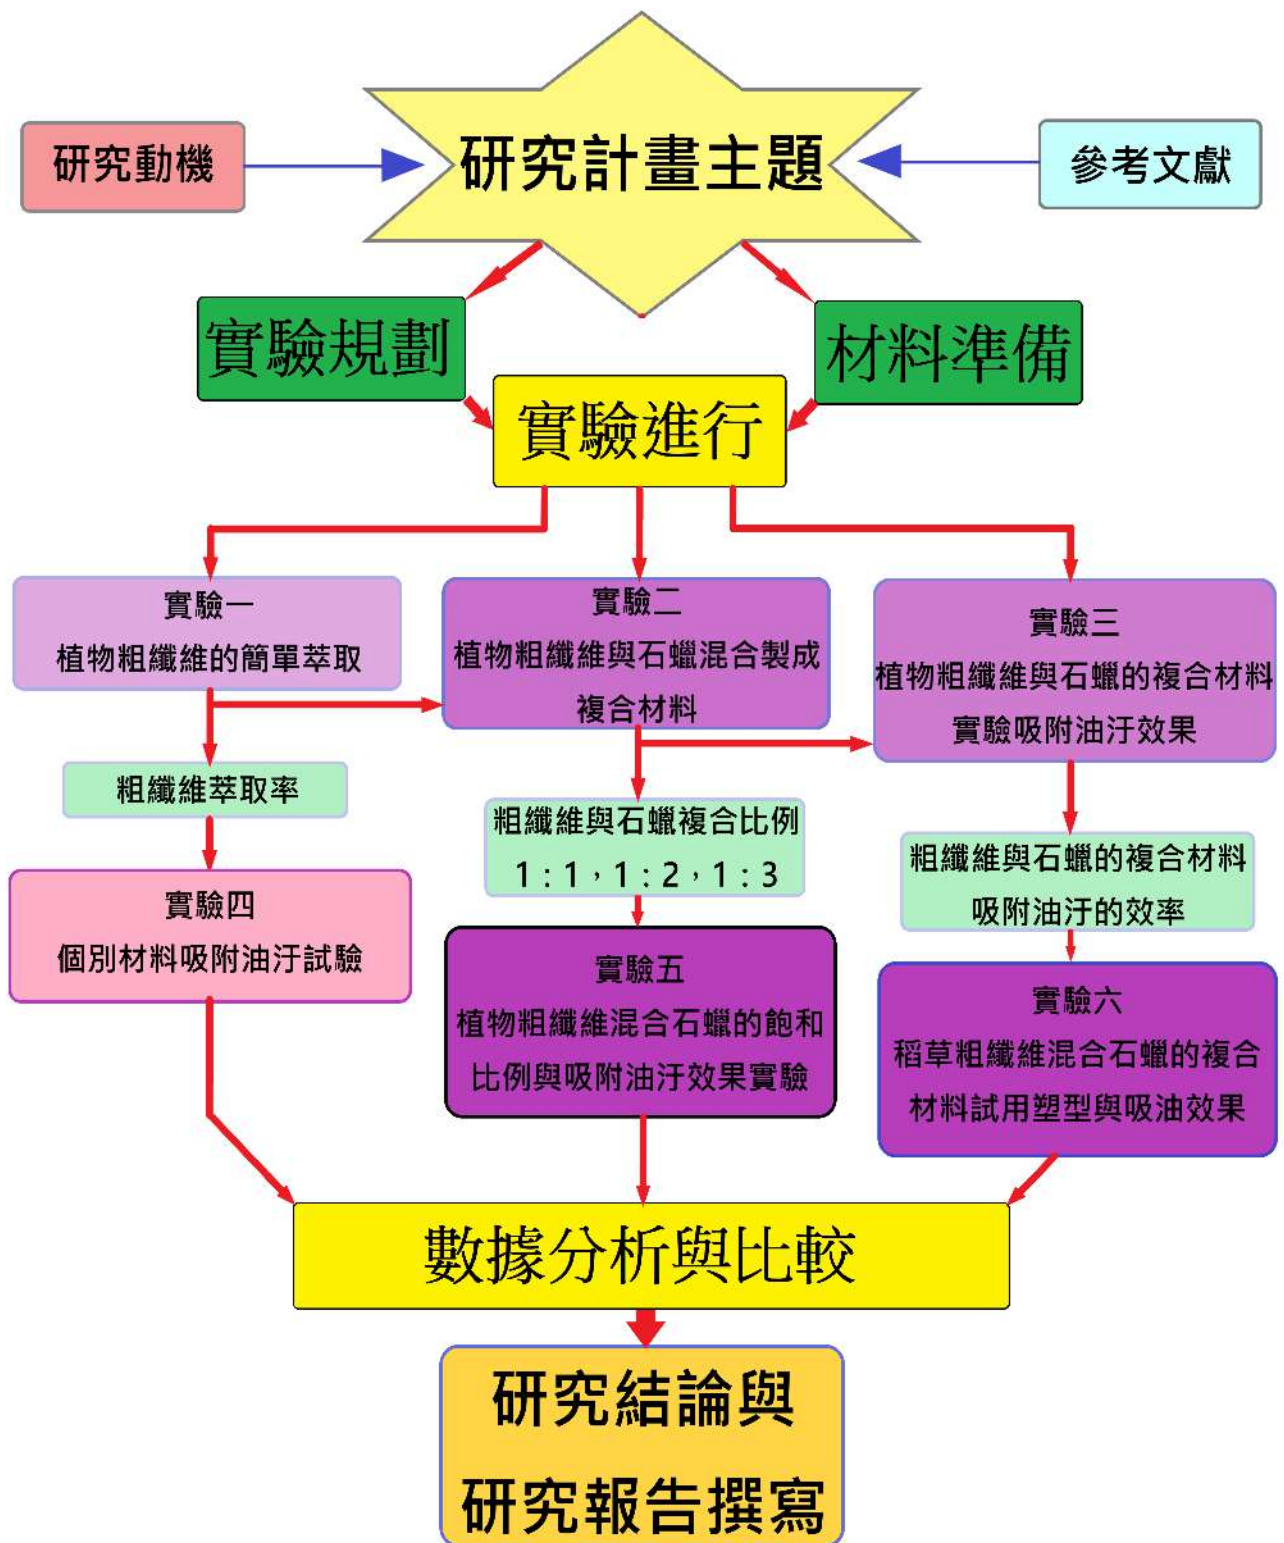 研究計畫主題
研究動機
參考文獻
實驗規劃
材料準備
實驗進行
實驗一
植物粗纖維的簡單萃取
實驗二
植物粗纖維與石蠟混合製成
複合材料
實驗三
植物粗纖維與石蠟的複合材料
實驗吸附油汙效果
粗纖維萃取率
粗纖維與石蠟複合比例
1：1，1：2，1：3
粗纖維與石蠟的複合材料
吸附油汙的效率
實驗四
個別材料吸附油汙試驗
實驗五
植物粗纖維混合石蠟的飽和
比例與吸附油汙效果實驗
實驗六
稻草粗纖維混合石蠟的複合
材料試用塑型與吸油效果
數據分析與比較
研究結論與
研究報告撰寫